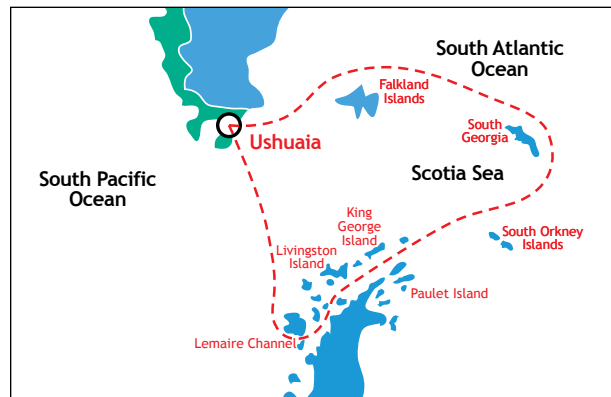 South Atlantic
Ocean
Falkland
Islands
South
Georgia
Ushuaia
Scotia Sea
South Pacific
Ocean
King
George
Island
South Orkney
Islands
Livingston
Island
Paulet Island
Lemaire Channel